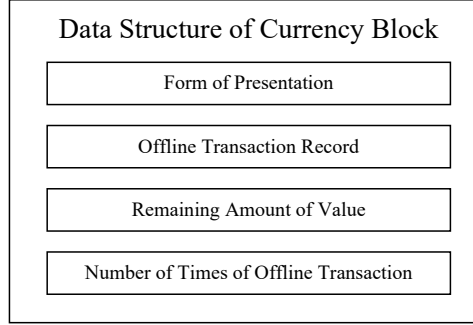 Data Structure of Currency Block
Form of Presentation
Offline Transaction Record
Remaining Amount of Value
Number of Times of Offline Transaction